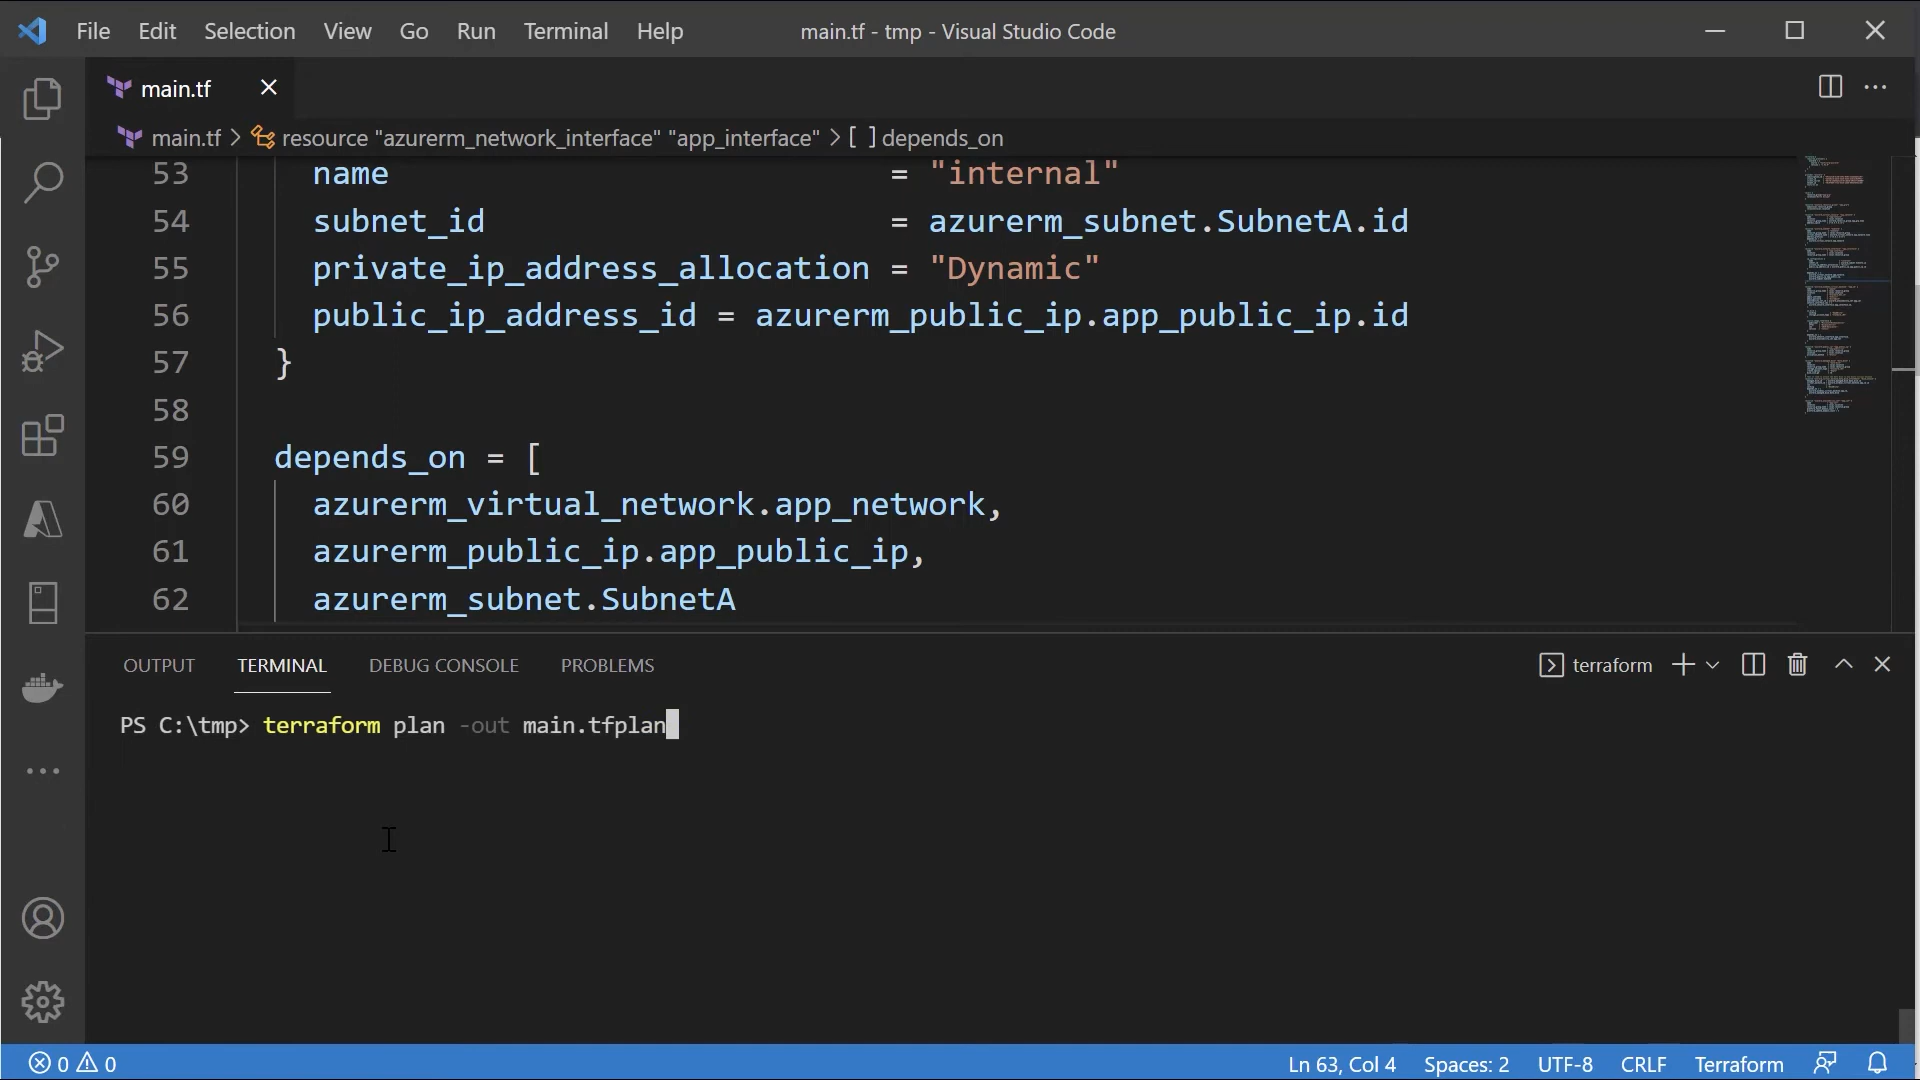 File Edit Selection View Go Run Terminal Help main.tf - tmp - Visual Studio Code
main.tf
main.tf > resource "azurerm_network_interface" "app_interface" > [ ] depends_on
53 name = "internal"
54 subnet_id = azurerm_subnet.SubnetA.id
55 private_ip_address_allocation = "Dynamic"
56 public_ip_address_id = azurerm_public_ip.app_public_ip.id
57 }
58
59 depends_on = [
60 azurerm_virtual_network.app_network,
61 azurerm_public_ip.app_public_ip,
62 azurerm_subnet.SubnetA
OUTPUT TERMINAL DEBUG CONSOLE PROBLEMS terraform
PS C:\tmp> terraform plan -out main.tfplan
0 0 Ln 63, Col 4 Spaces: 2 UTF-8 CRLF Terraform